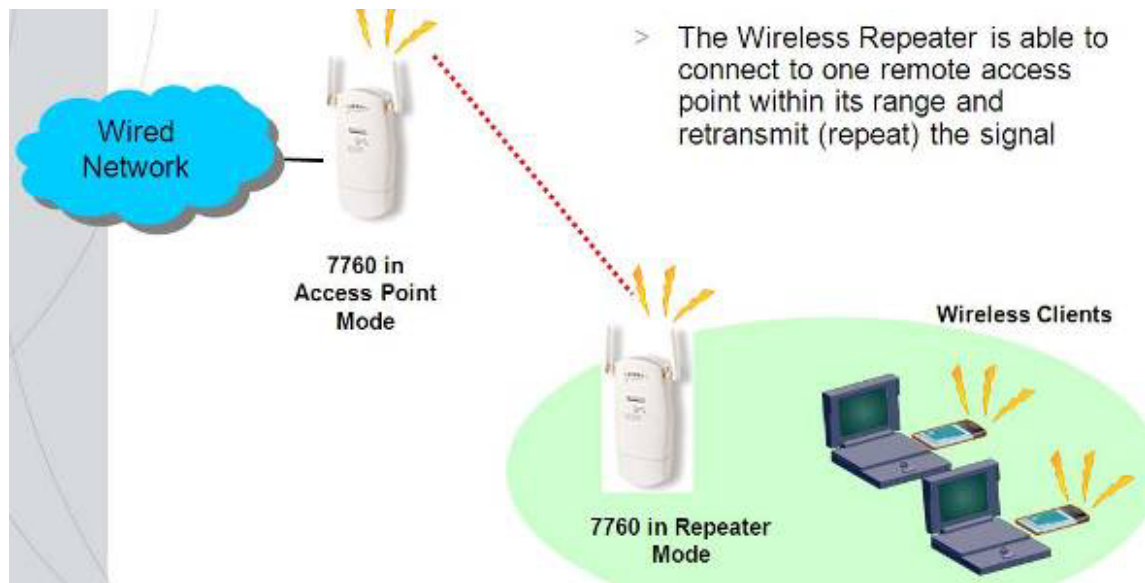 > The Wireless Repeater is able to
connect to one remote access
point within its range and
retransmit (repeat) the signal
Wired
Network
7760 in
Access Point
Mode
Wireless Clients
7760 in Repeater
Mode